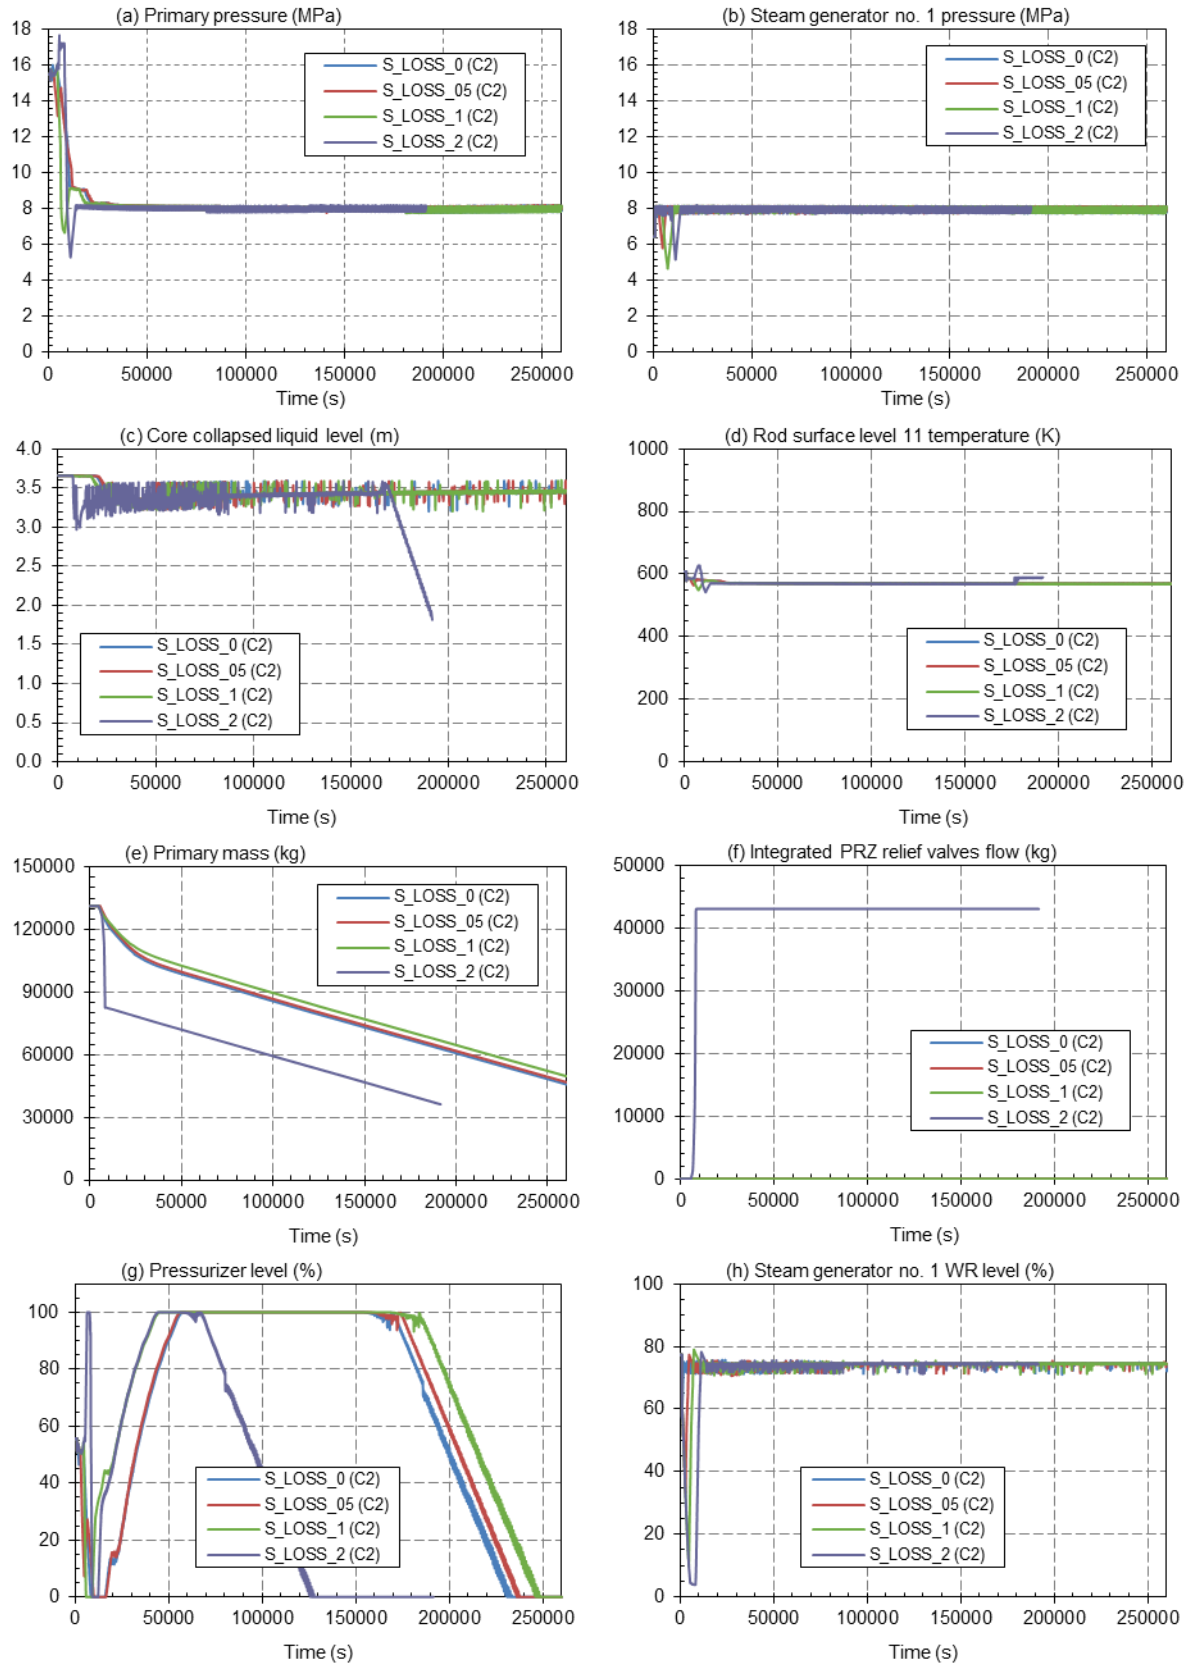 (a) Primary pressure (MPa)
18
16
14
12
10
8
6
4
2
0
S_LOSS_0 (C2)
S_LOSS_05 (C2)
S_LOSS_1 (C2)
S_LOSS_2 (C2)
0 50000 100000 150000 200000 250000
Time (s)
(b) Steam generator no. 1 pressure (MPa)
18
16
14
12
10
8
6
4
2
0
S_LOSS_0 (C2)
S_LOSS_05 (C2)
S_LOSS_1 (C2)
S_LOSS_2 (C2)
0 50000 100000 150000 200000 250000
Time (s)
(c) Core collapsed liquid level (m)
4.0
3.5
3.0
2.5
2.0
1.5
1.0
0.5
0.0
S_LOSS_0 (C2)
S_LOSS_05 (C2)
S_LOSS_1 (C2)
S_LOSS_2 (C2)
0 50000 100000 150000 200000 250000
Time (s)
(d) Rod surface level 11 temperature (K)
1000
800
600
400
200
0
S_LOSS_0 (C2)
S_LOSS_05 (C2)
S_LOSS_1 (C2)
S_LOSS_2 (C2)
0 50000 100000 150000 200000 250000
Time (s)
(e) Primary mass (kg)
150000
120000
90000
60000
30000
0
S_LOSS_0 (C2)
S_LOSS_05 (C2)
S_LOSS_1 (C2)
S_LOSS_2 (C2)
0 50000 100000 150000 200000 250000
Time (s)
(f) Integrated PRZ relief valves flow (kg)
50000
40000
30000
20000
10000
0
S_LOSS_0 (C2)
S_LOSS_05 (C2)
S_LOSS_1 (C2)
S_LOSS_2 (C2)
0 50000 100000 150000 200000 250000
Time (s)
(g) Pressurizer level (%)
100
80
60
40
20
0
S_LOSS_0 (C2)
S_LOSS_05 (C2)
S_LOSS_1 (C2)
S_LOSS_2 (C2)
0 50000 100000 150000 200000 250000
Time (s)
(h) Steam generator no. 1 WR level (%)
100
80
60
40
20
0
S_LOSS_0 (C2)
S_LOSS_05 (C2)
S_LOSS_1 (C2)
S_LOSS_2 (C2)
0 50000 100000 150000 200000 250000
Time (s)